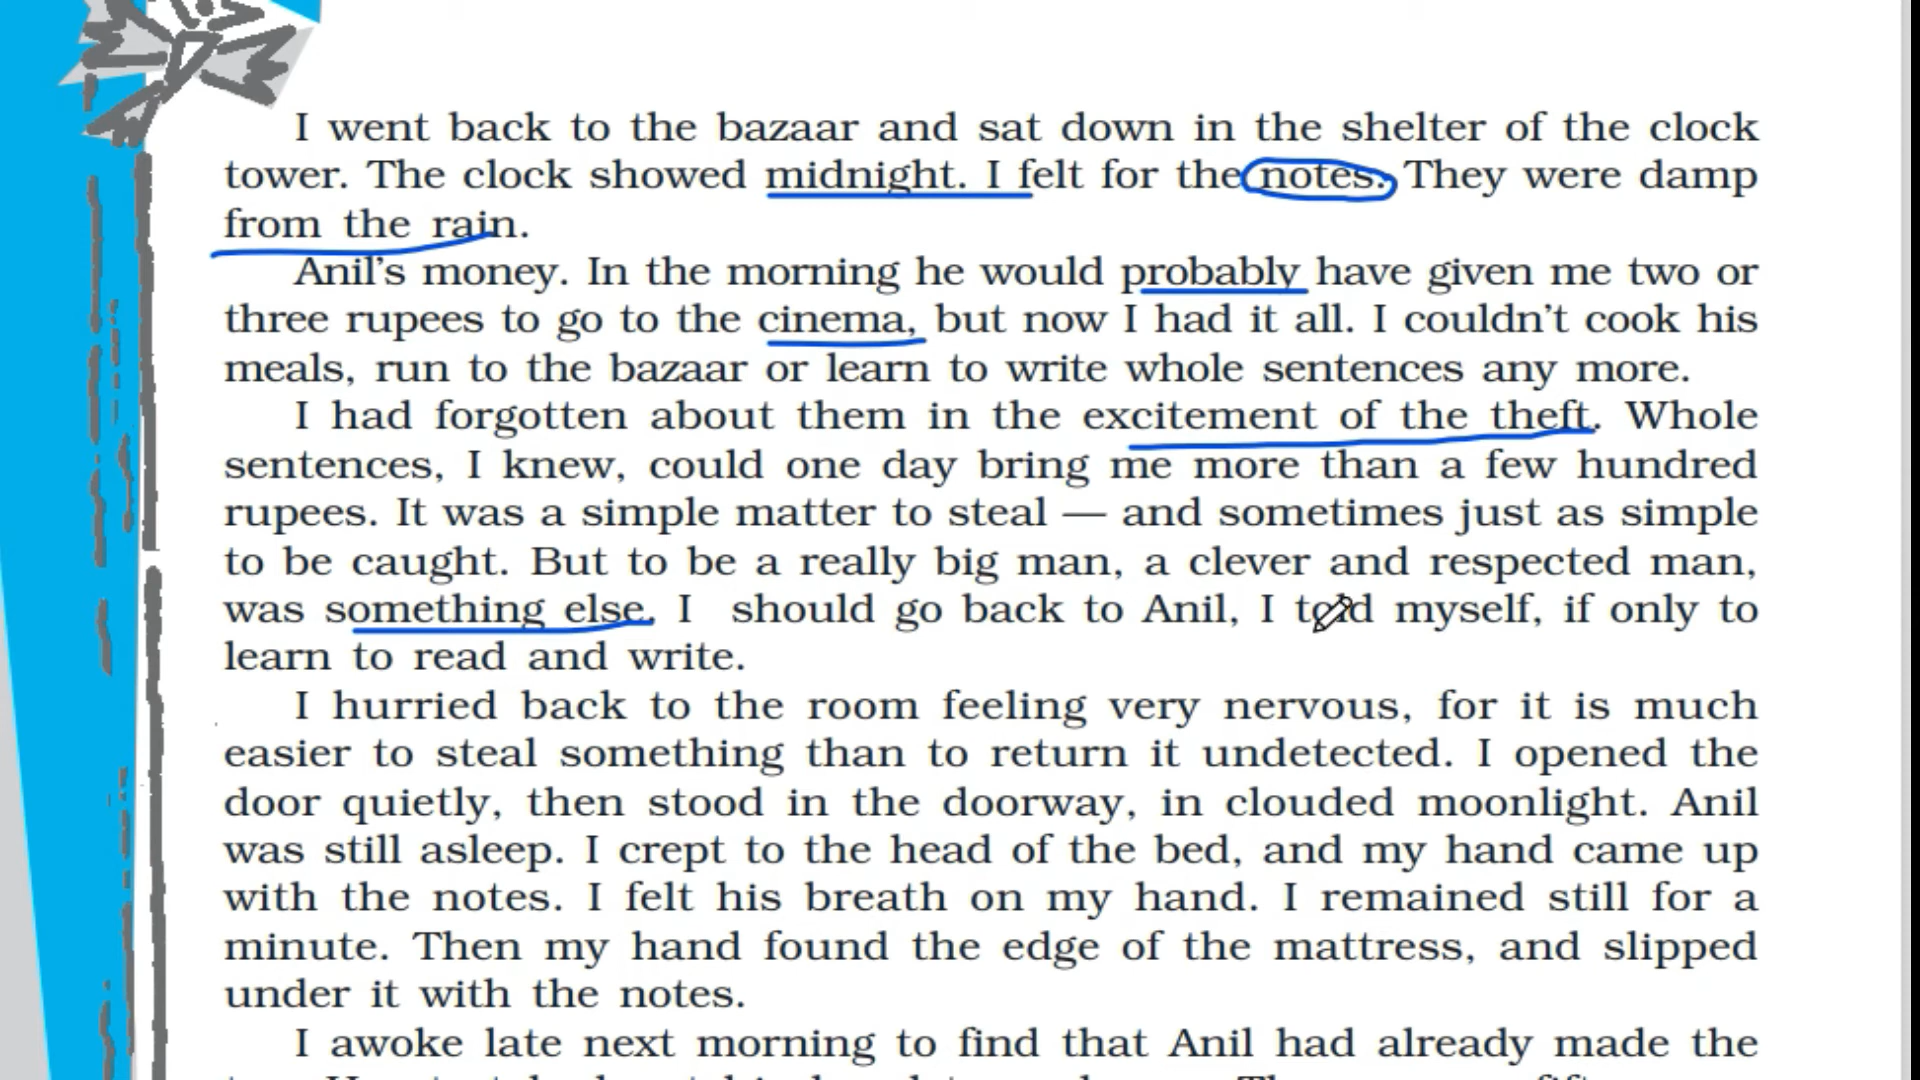 I went back to the bazaar and sat down in the shelter of the clock
tower. The clock showed midnight. I felt for the notes. They were damp
from the rain.
Anil’s money. In the morning he would probably have given me two or
three rupees to go to the cinema, but now I had it all. I couldn’t cook his
meals, run to the bazaar or learn to write whole sentences any more.
I had forgotten about them in the excitement of the theft. Whole
sentences, I knew, could one day bring me more than a few hundred
rupees. It was a simple matter to steal — and sometimes just as simple
to be caught. But to be a really big man, a clever and respected man,
was something else. I should go back to Anil, I told myself, if only to
learn to read and write.
I hurried back to the room feeling very nervous, for it is much
easier to steal something than to return it undetected. I opened the
door quietly, then stood in the doorway, in clouded moonlight. Anil
was still asleep. I crept to the head of the bed, and my hand came up
with the notes. I felt his breath on my hand. I remained still for a
minute. Then my hand found the edge of the mattress, and slipped
under it with the notes.
I awoke late next morning to find that Anil had already made the